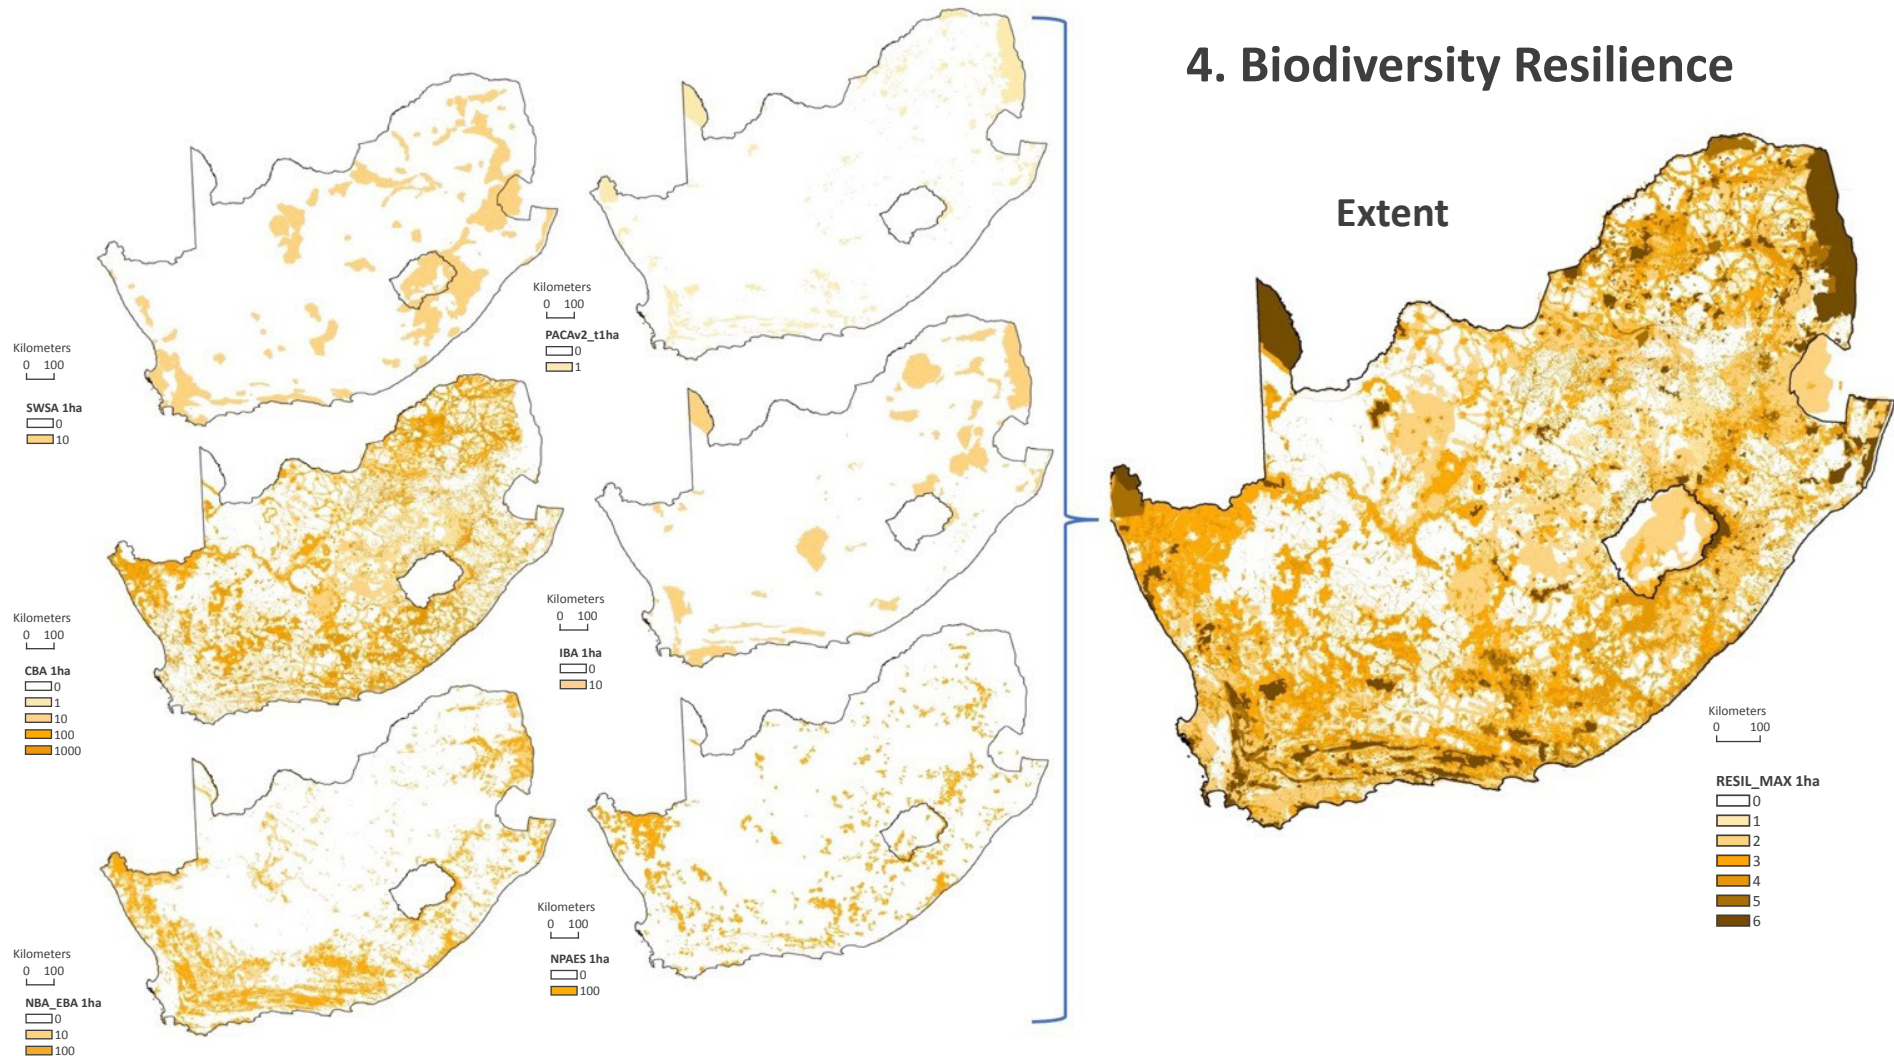 4. Biodiversity Resilience
Extent
Kilometers
0 100
SWSA 1ha
0
10
Kilometers
0 100
PACAv2_t1ha
0
1
Kilometers
0 100
CBA 1ha
0
1
10
100
1000
Kilometers
0 100
IBA 1ha
0
10
Kilometers
0 100
NBA_EBA 1ha
0
10
100
Kilometers
0 100
NPAES 1ha
0
100
Kilometers
0 100
RESIL_MAX 1ha
0
1
2
3
4
5
6